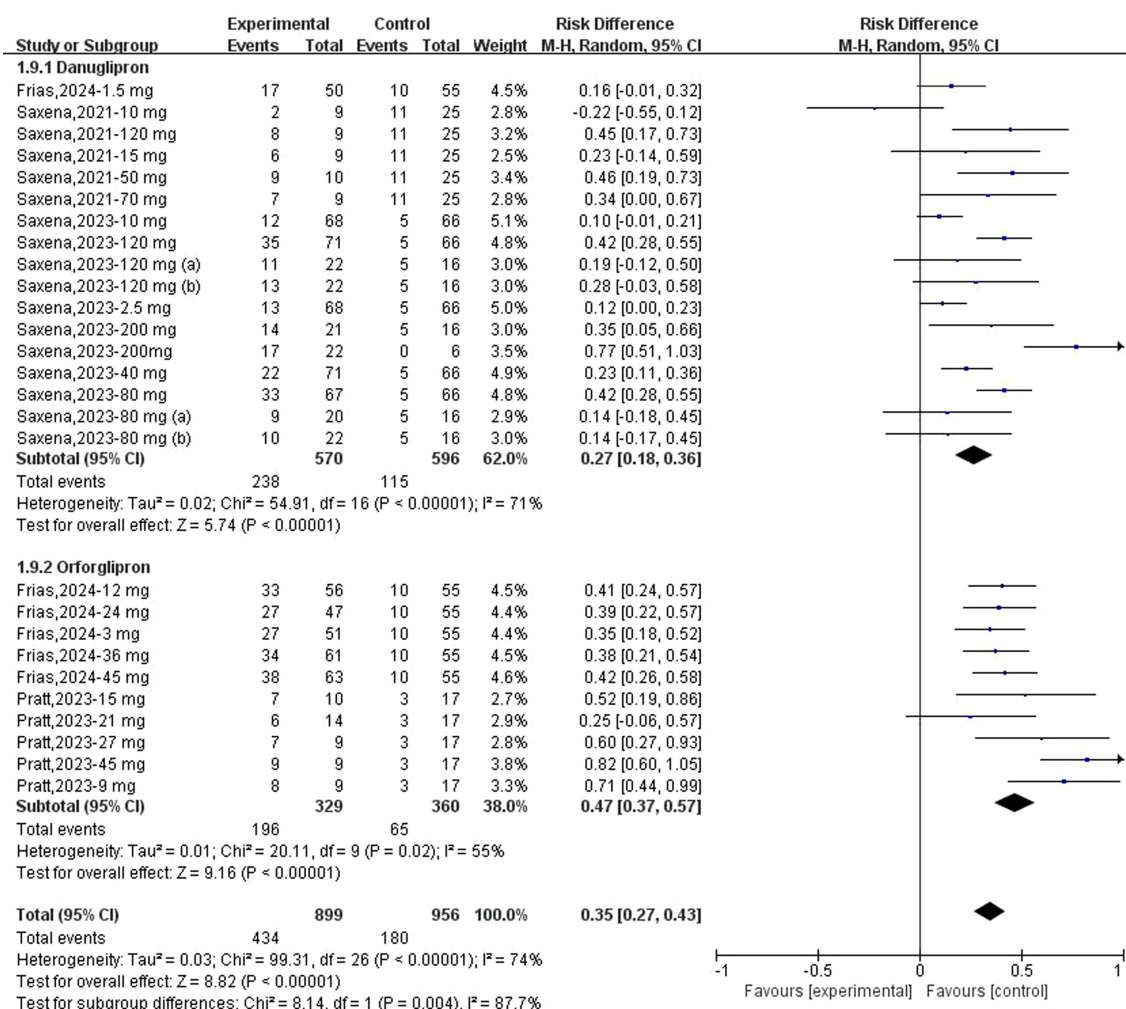 Experimental Control Risk Difference Risk Difference
Study or Subgroup Events Total Events Total Weight M-H, Random, 95% CI M-H, Random, 95% CI
1.9.1 Danuglipron
Frias,2024-1.5 mg 17 50 10 55 4.5% 0.16 [-0.01, 0.32]
Saxena,2021-10 mg 2 9 11 25 2.8% -0.22 [-0.55, 0.12]
Saxena,2021-120 mg 8 9 11 25 3.2% 0.45 [0.17, 0.73]
Saxena,2021-15 mg 6 9 11 25 2.5% 0.23 [-0.14, 0.59]
Saxena,2021-50 mg 9 10 11 25 3.4% 0.46 [0.19, 0.73]
Saxena,2021-70 mg 7 9 11 25 2.8% 0.34 [0.00, 0.67]
Saxena,2023-10 mg 12 68 5 66 5.1% 0.10 [-0.01, 0.21]
Saxena,2023-120 mg 35 71 5 66 4.8% 0.42 [0.28, 0.55]
Saxena,2023-120 mg (a) 11 22 5 16 3.0% 0.19 [-0.12, 0.50]
Saxena,2023-120 mg (b) 13 22 5 16 3.0% 0.28 [-0.03, 0.58]
Saxena,2023-2.5 mg 13 68 5 66 5.0% 0.12 [0.00, 0.23]
Saxena,2023-200 mg 14 21 5 16 3.0% 0.35 [0.05, 0.66]
Saxena,2023-200mg 17 22 0 6 3.5% 0.77 [0.51, 1.03]
Saxena,2023-40 mg 22 71 5 66 4.9% 0.23 [0.11, 0.36]
Saxena,2023-80 mg 33 67 5 66 4.8% 0.42 [0.28, 0.55]
Saxena,2023-80 mg (a) 9 20 5 16 2.9% 0.14 [-0.18, 0.45]
Saxena,2023-80 mg (b) 10 22 5 16 3.0% 0.14 [-0.17, 0.45]
Subtotal (95% CI) 570 596 62.0% 0.27 [0.18, 0.36]
Total events 238 115
Heterogeneity: Tau² = 0.02; Chi² = 54.91, df = 16 (P < 0.00001); I² = 71%
Test for overall effect: Z = 5.74 (P < 0.00001)
1.9.2 Orforglipron
Frias,2024-12 mg 33 56 10 55 4.5% 0.41 [0.24, 0.57]
Frias,2024-24 mg 27 47 10 55 4.4% 0.39 [0.22, 0.57]
Frias,2024-3 mg 27 51 10 55 4.4% 0.35 [0.18, 0.52]
Frias,2024-36 mg 34 61 10 55 4.5% 0.38 [0.21, 0.54]
Frias,2024-45 mg 38 63 10 55 4.6% 0.42 [0.26, 0.58]
Pratt,2023-15 mg 7 10 3 17 2.7% 0.52 [0.19, 0.86]
Pratt,2023-21 mg 6 14 3 17 2.9% 0.25 [-0.06, 0.57]
Pratt,2023-27 mg 7 9 3 17 2.8% 0.60 [0.27, 0.93]
Pratt,2023-45 mg 9 9 3 17 3.8% 0.82 [0.60, 1.05]
Pratt,2023-9 mg 8 9 3 17 3.3% 0.71 [0.44, 0.99]
Subtotal (95% CI) 329 360 38.0% 0.47 [0.37, 0.57]
Total events 196 65
Heterogeneity: Tau² = 0.01; Chi² = 20.11, df = 9 (P = 0.02); I² = 55%
Test for overall effect: Z = 9.16 (P < 0.00001)
Total (95% CI) 899 956 100.0% 0.35 [0.27, 0.43]
Total events 434 180
Heterogeneity: Tau² = 0.03; Chi² = 99.31, df = 26 (P < 0.00001); I² = 74%
Test for overall effect: Z = 8.82 (P < 0.00001)
Test for subgroup differences: Chi² = 8.14, df = 1 (P = 0.004), I² = 87.7%
-1 -0.5 0 0.5 1
Favours [experimental] Favours [control]